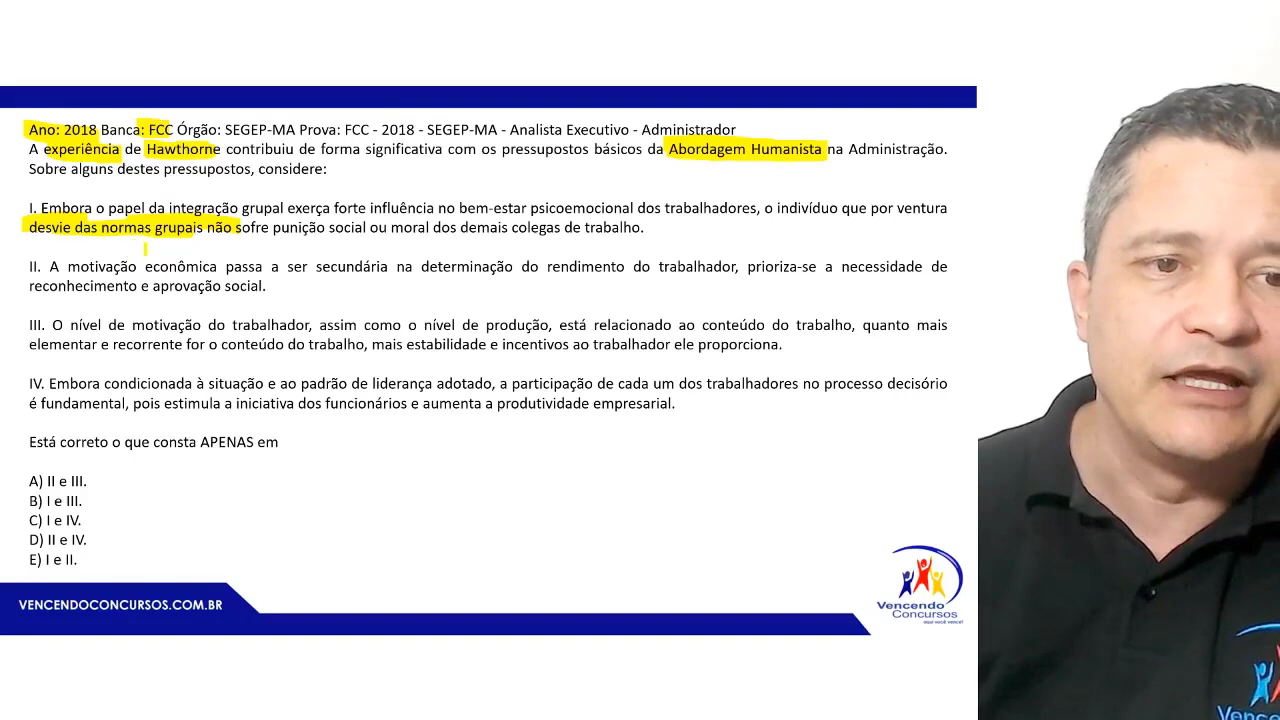 Ano: 2018 Banca: FCC Órgão: SEGEP-MA Prova: FCC - 2018 - SEGEP-MA - Analista Executivo - Administrador
A experiência de Hawthorne contribuiu de forma significativa com os pressupostos básicos da Abordagem Humanista na Administração.
Sobre alguns destes pressupostos, considere:
I. Embora o papel da integração grupal exerça forte influência no bem-estar psicoemocional dos trabalhadores, o indivíduo que por ventura
desvie das normas grupais não sofre punição social ou moral dos demais colegas de trabalho.
II. A motivação econômica passa a ser secundária na determinação do rendimento do trabalhador, prioriza-se a necessidade de
reconhecimento e aprovação social.
III. O nível de motivação do trabalhador, assim como o nível de produção, está relacionado ao conteúdo do trabalho, quanto mais
elementar e recorrente for o conteúdo do trabalho, mais estabilidade e incentivos ao trabalhador ele proporciona.
IV. Embora condicionada à situação e ao padrão de liderança adotado, a participação de cada um dos trabalhadores no processo decisório
é fundamental, pois estimula a iniciativa dos funcionários e aumenta a produtividade empresarial.
Está correto o que consta APENAS em
A) II e III.
B) I e III.
C) I e IV.
D) II e IV.
E) I e II.
VENCENDOCONCURSOS.COM.BR
Vencendo
Concursos
aqui você vence!